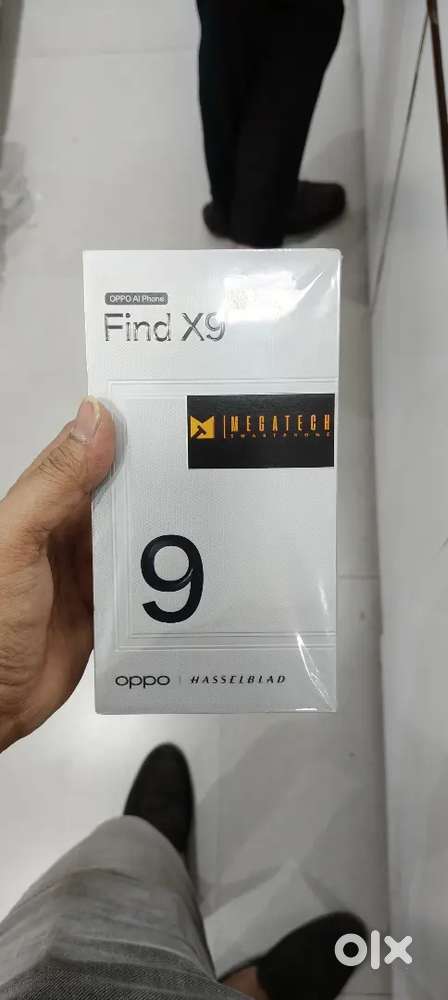 OPPO AI Phone
Find X9
MEGATECH
SMARTPHONE
9
oppo | HASSELBLAD
olx